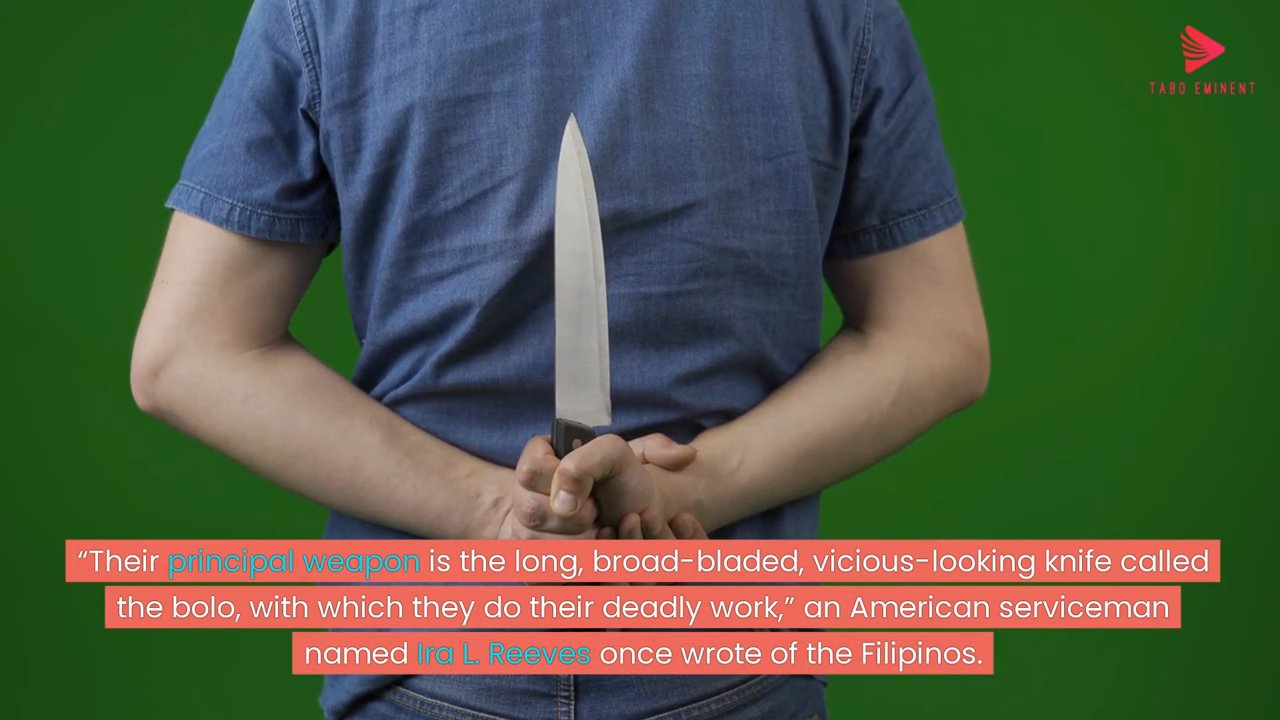 TABO EMINENT
“Their principal weapon is the long, broad-bladed, vicious-looking knife called
the bolo, with which they do their deadly work,” an American serviceman
named Ira L. Reeves once wrote of the Filipinos.